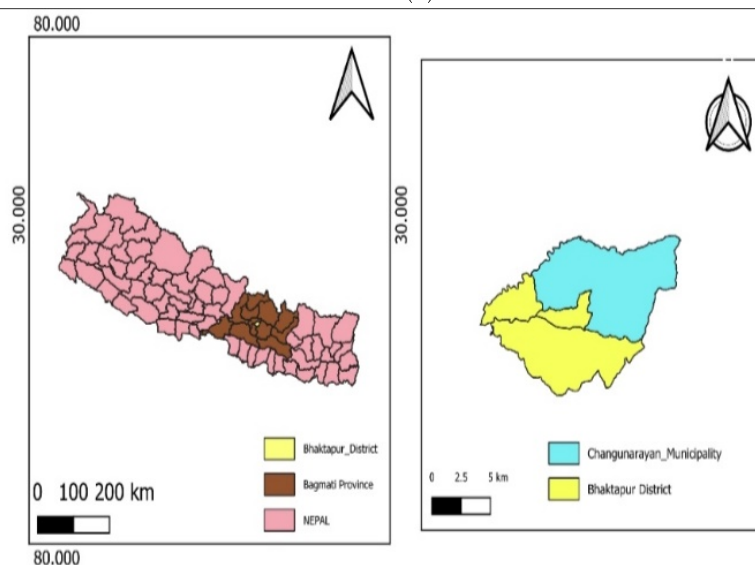 80.000
30.000
30.000
Bhaktapur_District
Bagmati Province
NEPAL
0 100 200 km
80.000
Changunarayan_Municipality
Bhaktapur District
0 2.5 5 km